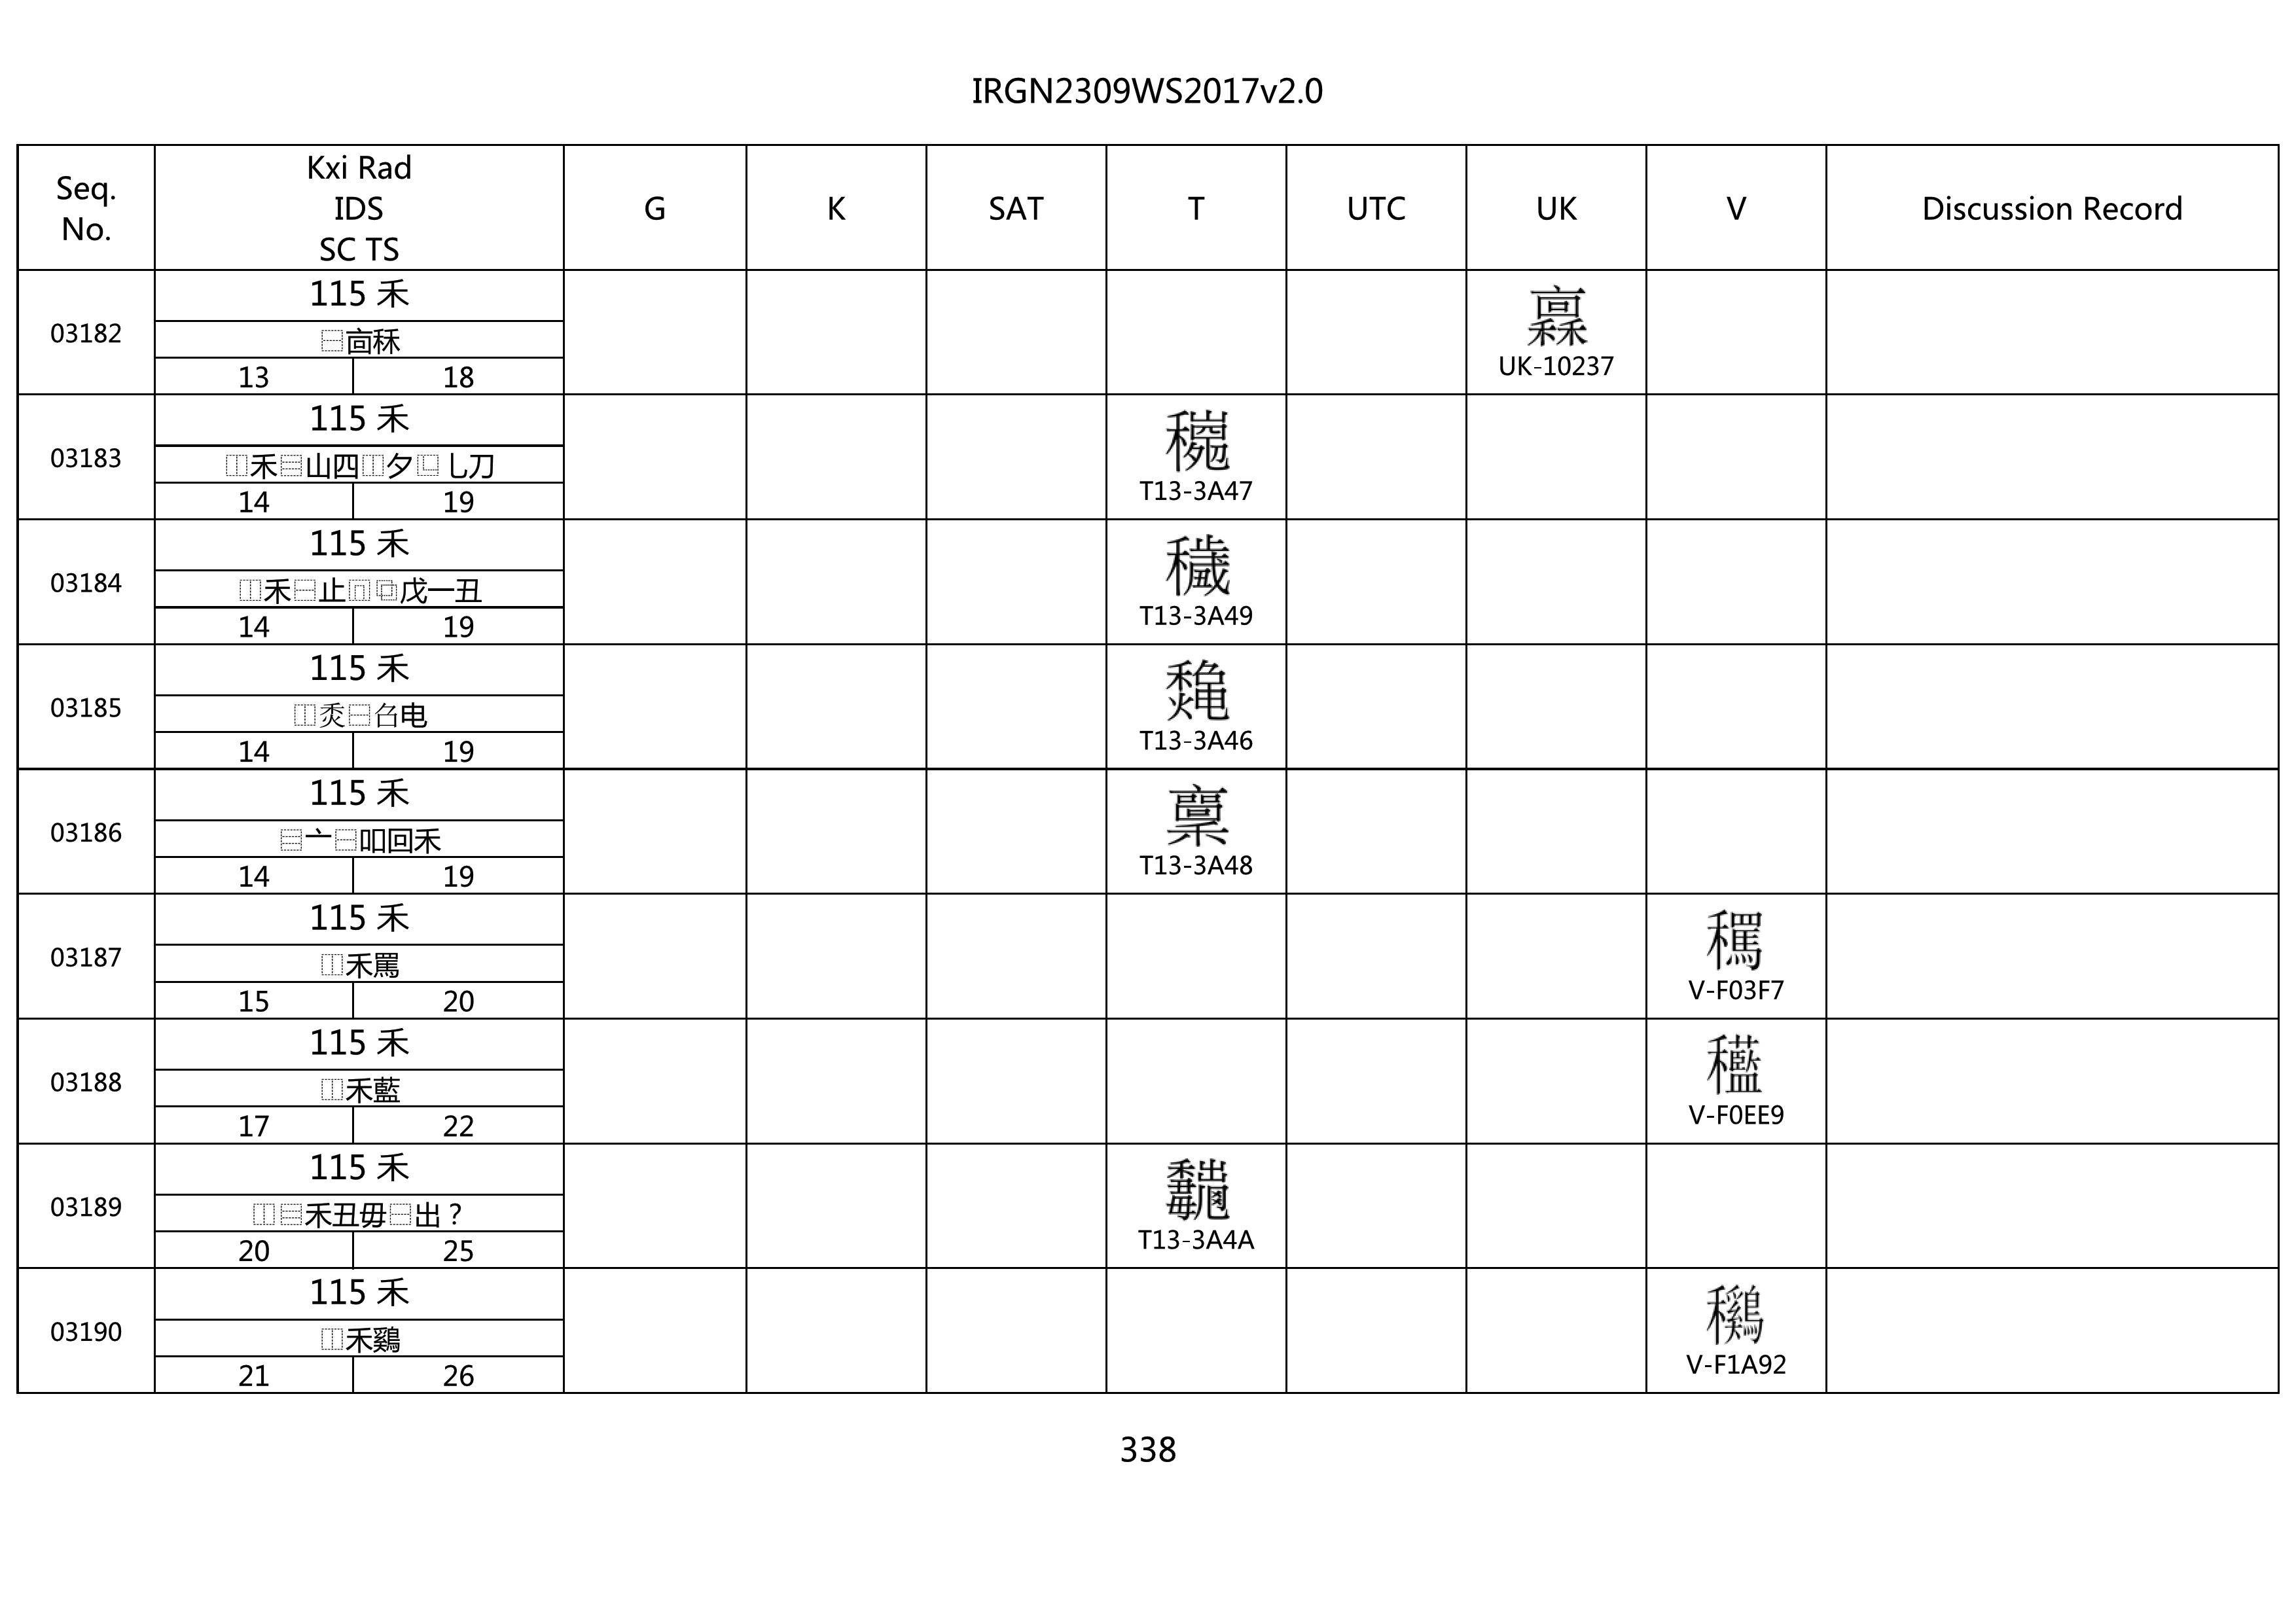 IRGN2309WS2017v2.0
Seq. No. Kxi Rad IDS SC TS G K SAT T UTC UK V Discussion Record
115 禾
03182 ⿱亩秝
13 18 UK-10237
115 禾
03183 ⿰禾⿳山四⿰夕⿺乚刀
14 19 T13-3A47
115 禾
03184 ⿰禾⿱止⿵⿻戊一丑
14 19 T13-3A49
115 禾
03185 ⿰秂⿱刍电
14 19 T13-3A46
115 禾
03186 ⿳亠⿱吅回禾
14 19 T13-3A48
115 禾
03187 ⿰禾罵
15 20 V-F03F7
115 禾
03188 ⿰禾藍
17 22 V-F0EE9
115 禾
03189 ⿰⿳禾丑毋⿱出？
20 25 T13-3A4A
115 禾
03190 ⿰禾鷄
21 26 V-F1A92
338